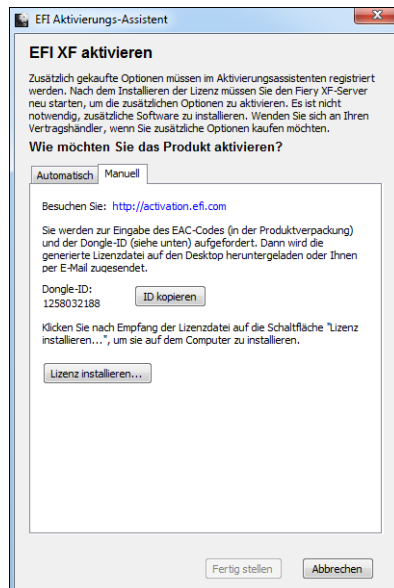 EFI Aktivierungs-Assistent
EFI XF aktivieren
Zusätzlich gekaufte Optionen müssen im Aktivierungsassistenten registriert
werden. Nach dem Installieren der Lizenz müssen Sie den Fiery XF-Server
neu starten, um die zusätzlichen Optionen zu aktivieren. Es ist nicht
notwendig, zusätzliche Software zu installieren. Wenden Sie sich an Ihren
Vertragshändler, wenn Sie zusätzliche Optionen kaufen möchten.
Wie möchten Sie das Produkt aktivieren?
Automatisch Manuell
Besuchen Sie: http://activation.efi.com
Sie werden zur Eingabe des EAC-Codes (in der Produktverpackung)
und der Dongle-ID (siehe unten) aufgefordert. Dann wird die
generierte Lizenzdatei auf den Desktop heruntergeladen oder Ihnen
per E-Mail zugesendet.
Dongle-ID:
1258032188
ID kopieren
Klicken Sie nach Empfang der Lizenzdatei auf die Schaltfläche "Lizenz
installieren...", um sie auf dem Computer zu installieren.
Lizenz installieren...
Fertig stellen Abbrechen